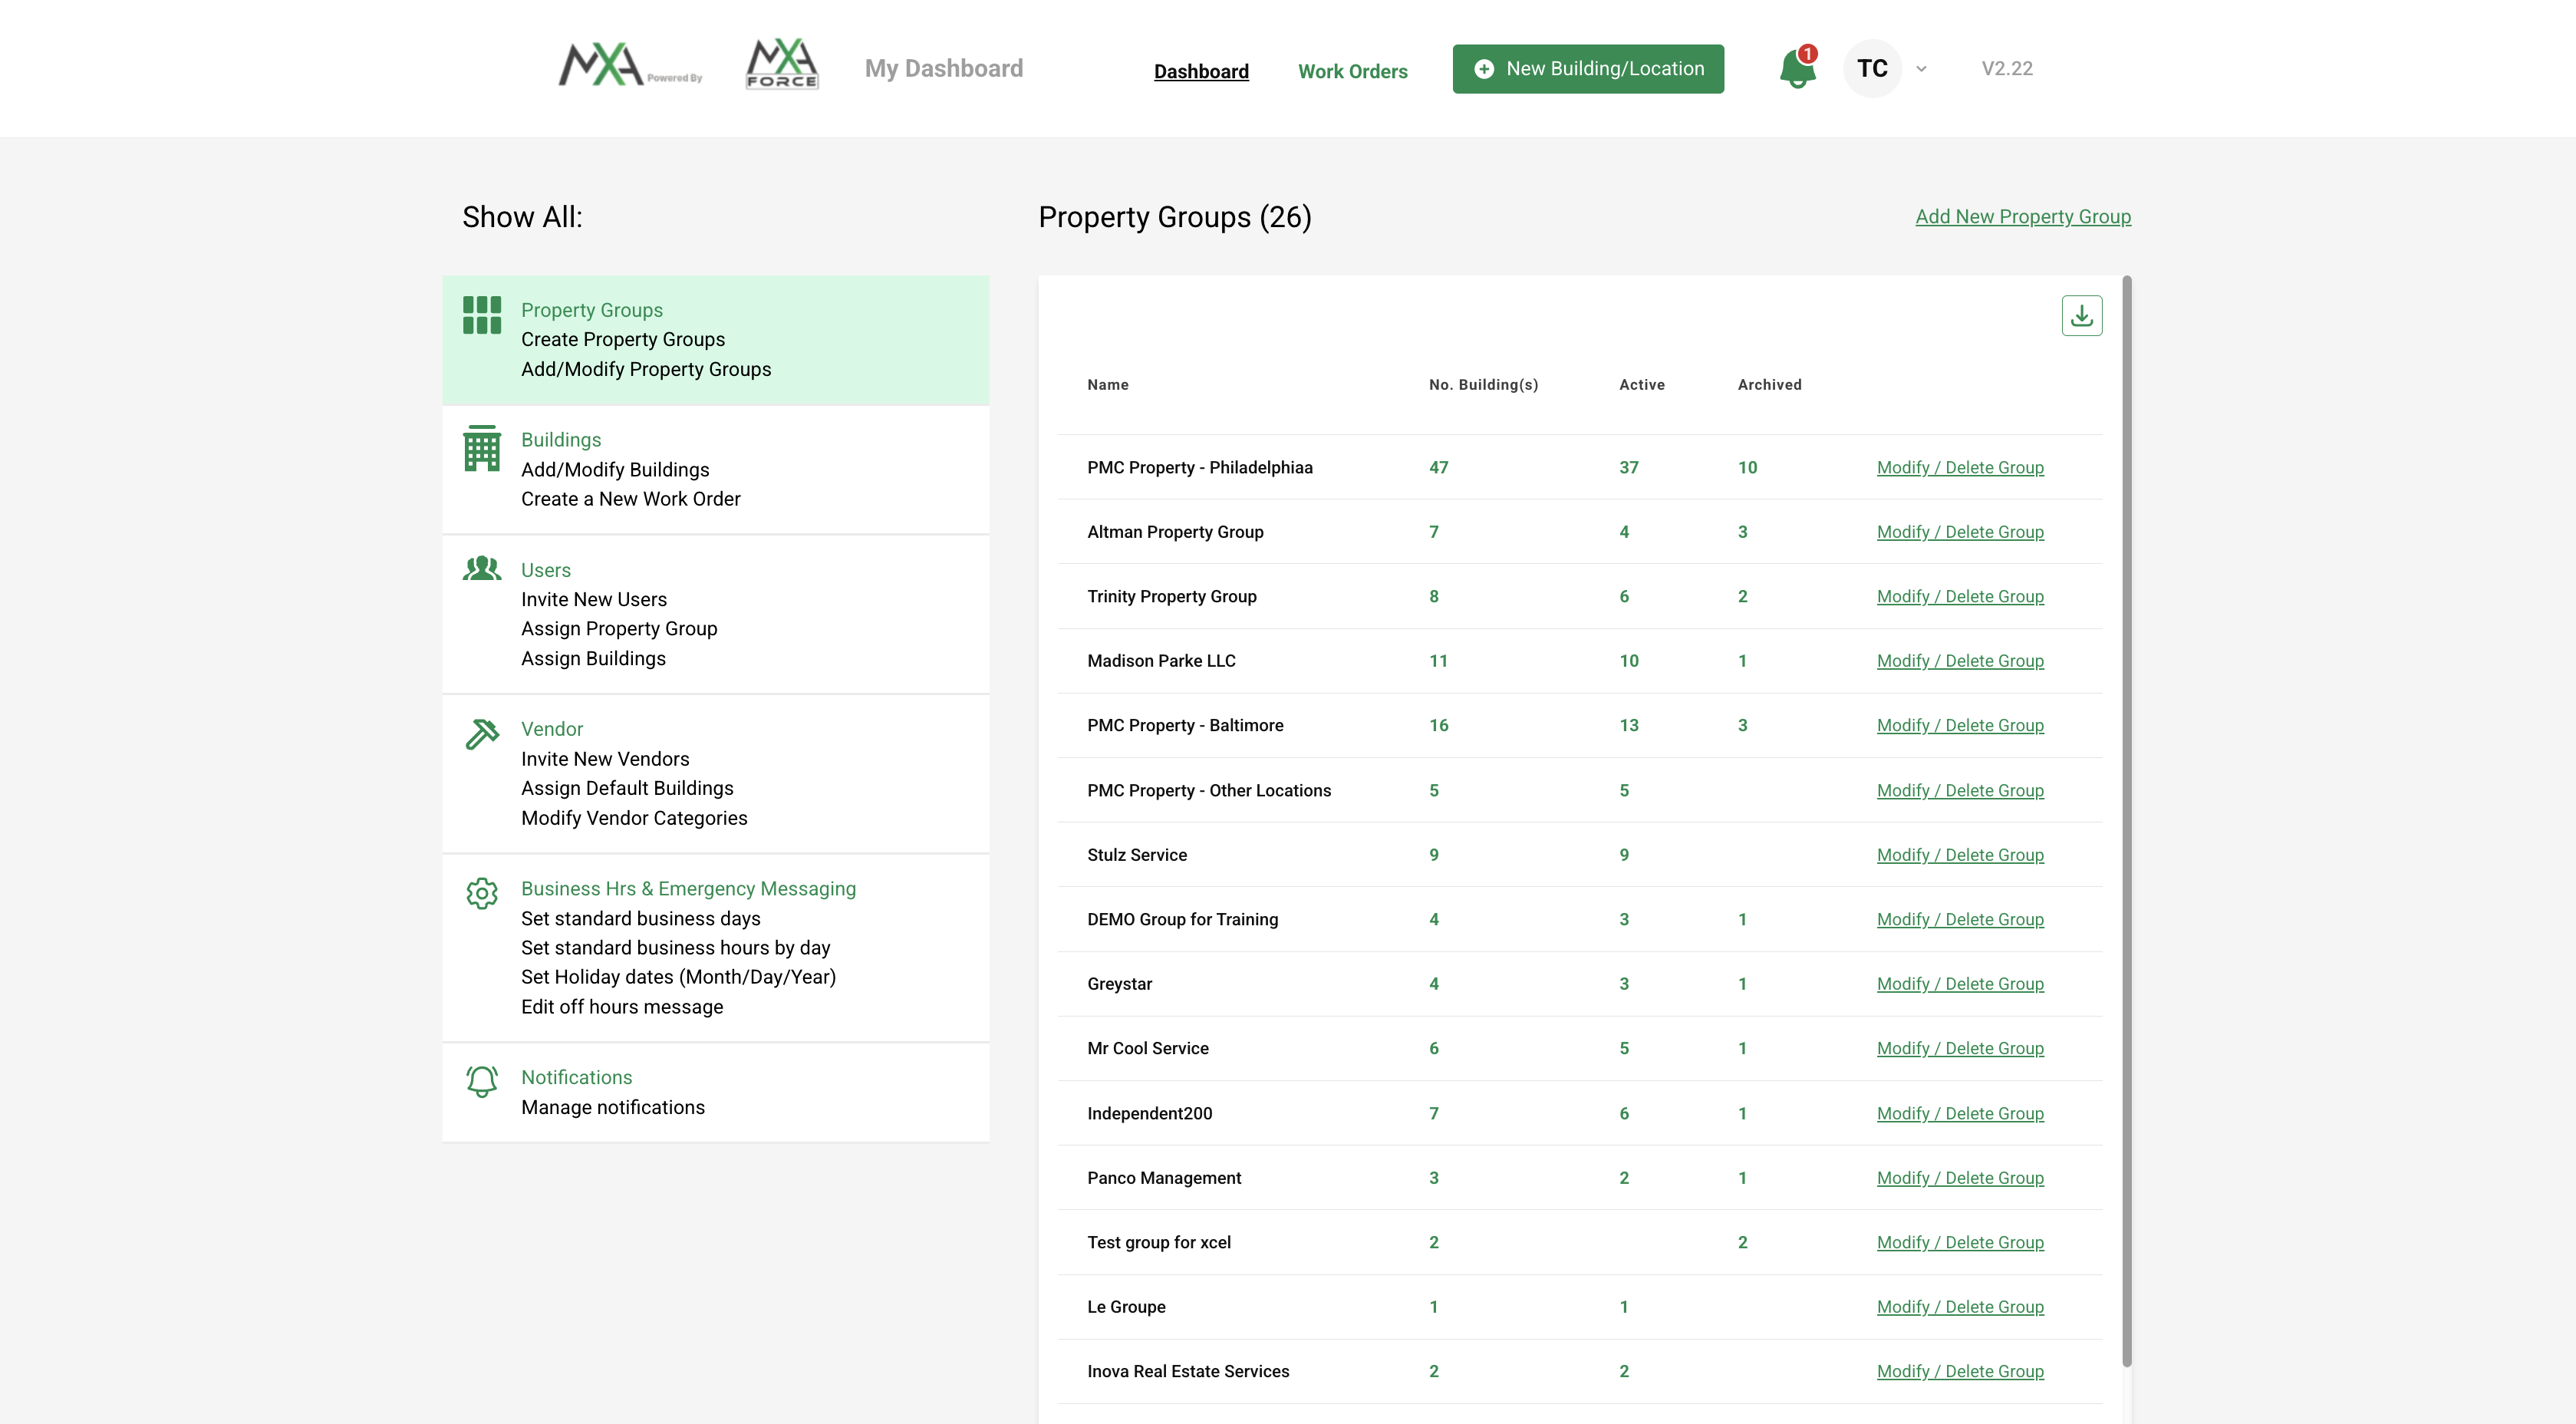 MXA Powered By MXA FORCE My Dashboard Dashboard Work Orders New Building/Location 1 TC V2.22
Show All:
Property Groups
Create Property Groups
Add/Modify Property Groups
Buildings
Add/Modify Buildings
Create a New Work Order
Users
Invite New Users
Assign Property Group
Assign Buildings
Vendor
Invite New Vendors
Assign Default Buildings
Modify Vendor Categories
Business Hrs & Emergency Messaging
Set standard business days
Set standard business hours by day
Set Holiday dates (Month/Day/Year)
Edit off hours message
Notifications
Manage notifications
Property Groups (26) Add New Property Group
Name No. Building(s) Active Archived
PMC Property - Philadelphiaa 47 37 10 Modify / Delete Group
Altman Property Group 7 4 3 Modify / Delete Group
Trinity Property Group 8 6 2 Modify / Delete Group
Madison Parke LLC 11 10 1 Modify / Delete Group
PMC Property - Baltimore 16 13 3 Modify / Delete Group
PMC Property - Other Locations 5 5 Modify / Delete Group
Stulz Service 9 9 Modify / Delete Group
DEMO Group for Training 4 3 1 Modify / Delete Group
Greystar 4 3 1 Modify / Delete Group
Mr Cool Service 6 5 1 Modify / Delete Group
Independent200 7 6 1 Modify / Delete Group
Panco Management 3 2 1 Modify / Delete Group
Test group for xcel 2 2 Modify / Delete Group
Le Groupe 1 1 Modify / Delete Group
Inova Real Estate Services 2 2 Modify / Delete Group